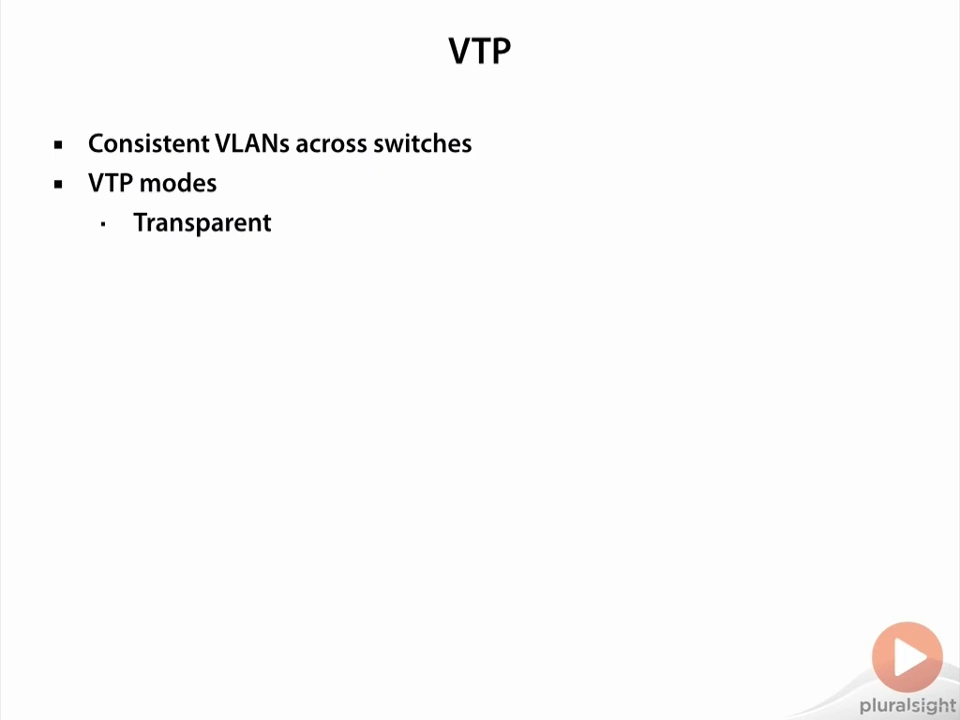 VTP
Consistent VLANs across switches
VTP modes
Transparent
pluralsight